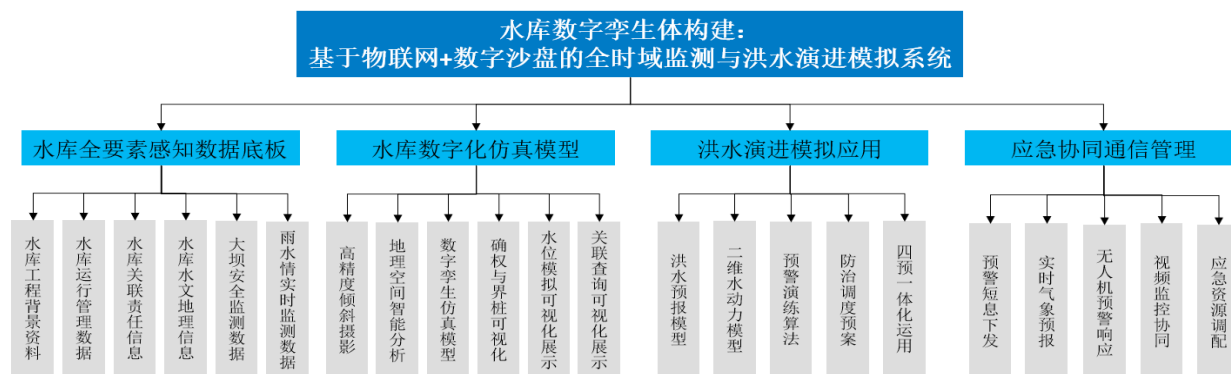 水库数字孪生体构建：
基于物联网+数字沙盘的全时域监测与洪水演进模拟系统
水库全要素感知数据底板
水库数字化仿真模型
洪水演进模拟应用
应急协同通信管理
水库工程背景资料
水库运行管理数据
水库关联责任信息
水库水文地理信息
大坝安全监测数据
雨水情实时监测数据
高精度倾斜摄影
地理空间智能分析
数字孪生仿真模型
确权与界桩可视化
水位模拟可视化展示
关联查询可视化展示
洪水预报模型
二维水动力模型
预警演练算法
防治调度预案
四预一体化运用
预警短息下发
实时气象预报
无人机预警响应
视频监控协同
应急资源调配